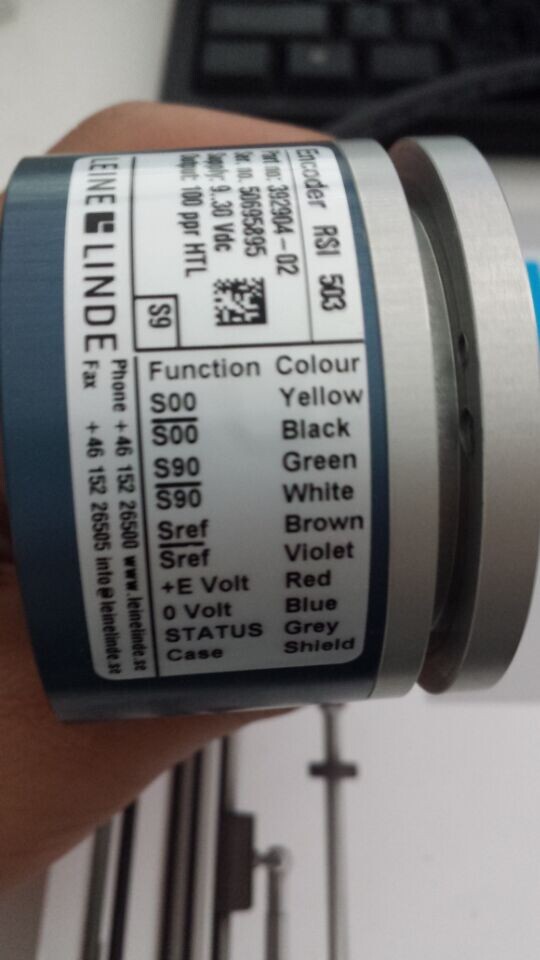 Encoder RSI 503
Part no: 392904-02
Ser. no. 50695895
Supply: 9..30 Vdc
Output: 100 ppr HTL
S9
LEINE LINDE
Phone +46 152 26500 www.leinelinde.se
Fax +46 152 26505 info@leinelinde.se
Function Colour
S00 Yellow
S00 Black
S90 Green
S90 White
Sref Brown
Sref Violet
+E Volt Red
0 Volt Blue
STATUS Grey
Case Shield